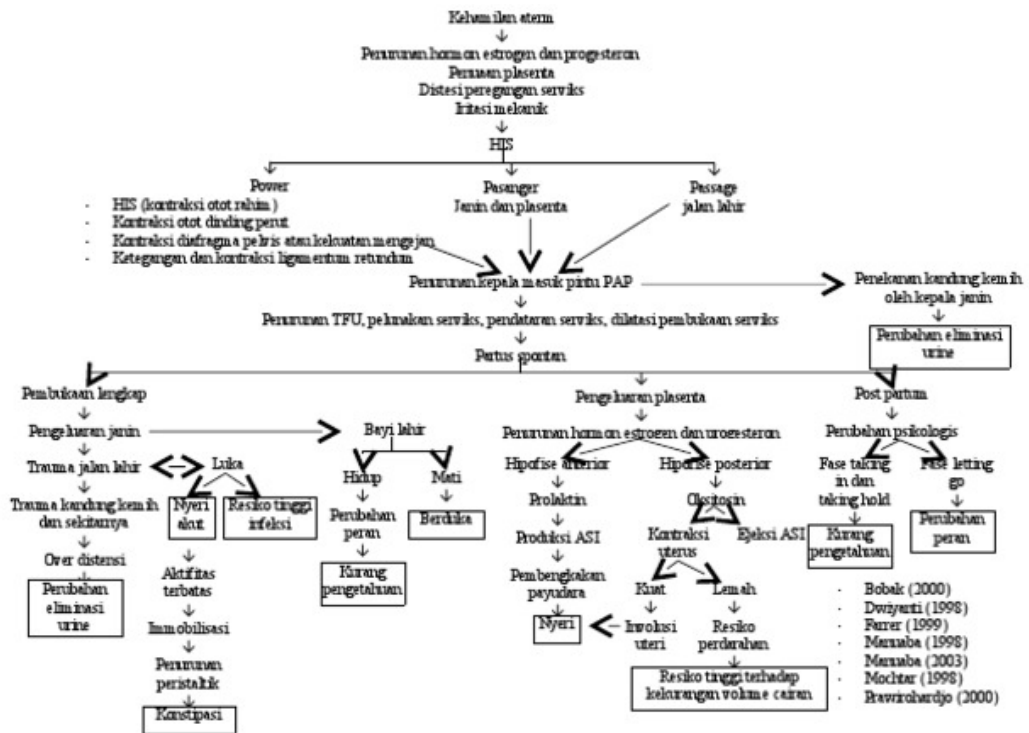 Kehamilan aterm
Penurunan hormon estrogen dan progesteron
Penuaan plasenta
Distesi peregangan serviks
Iritasi mekanik
HIS
Power
- HIS (kontraksi otot rahim)
- Kontraksi otot dinding perut
- Kontraksi diafragma pelvis atau kekuatan mengejan
- Ketegangan dan kontraksi ligamentum retundum
Pasanger
Janin dan plasenta
Passage
jalan lahir
Penurunan kepala masuk pintu PAP
Penekanan kandung kemih
oleh kepala janin
Perubahan eliminasi
urine
Penurunan TFU, pelunakan serviks, pendataran serviks, dilatasi pembukaan serviks
Partus spontan
Pembukaan lengkap
Pengeluaran janin
Trauma jalan lahir
Trauma kandung kemih
dan sekitarnya
Over distensi
Perubahan
eliminasi
urine
Luka
Nyeri
akut
Resiko tinggi
infeksi
Aktifitas
terbatas
Immobilisasi
Penurunan
peristaltik
Konstipasi
Bayi lahir
Hidup
Perubahan
peran
Kurang
pengetahuan
Mati
Berduka
Pengeluaran plasenta
Penurunan hormon estrogen dan progesteron
Hipofise anterior
Prolaktin
Produksi ASI
Pembengkakan
payudara
Nyeri
Hipofise posterior
Oksitosin
Kontraksi
uterus
Ejeksi ASI
Kuat
Involusi
uteri
Lemah
Resiko
perdarahan
Resiko tinggi terhadap
kekurangan volume cairan
Post partum
Perubahan psikologis
Fase taking
in dan
taking hold
Kurang
pengetahuan
Fase letting
go
Perubahan
peran
- Bobak (2000)
- Dwiyanti (1998)
- Farrer (1999)
- Manuaba (1998)
- Manuaba (2003)
- Mochtar (1998)
- Prawirohardjo (2000)